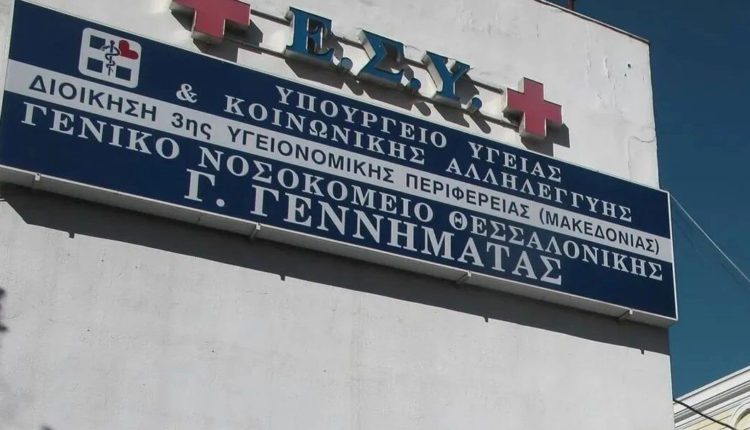 Ε.Σ.Υ.
ΥΠΟΥΡΓΕΙΟ ΥΓΕΙΑΣ
& ΚΟΙΝΩΝΙΚΗΣ ΑΛΛΗΛΕΓΓΥΗΣ
ΔΙΟΙΚΗΣΗ 3ης ΥΓΕΙΟΝΟΜΙΚΗΣ ΠΕΡΙΦΕΡΕΙΑΣ (ΜΑΚΕΔΟΝΙΑΣ)
ΓΕΝΙΚΟ ΝΟΣΟΚΟΜΕΙΟ ΘΕΣΣΑΛΟΝΙΚΗΣ
Γ. ΓΕΝΝΗΜΑΤΑΣ